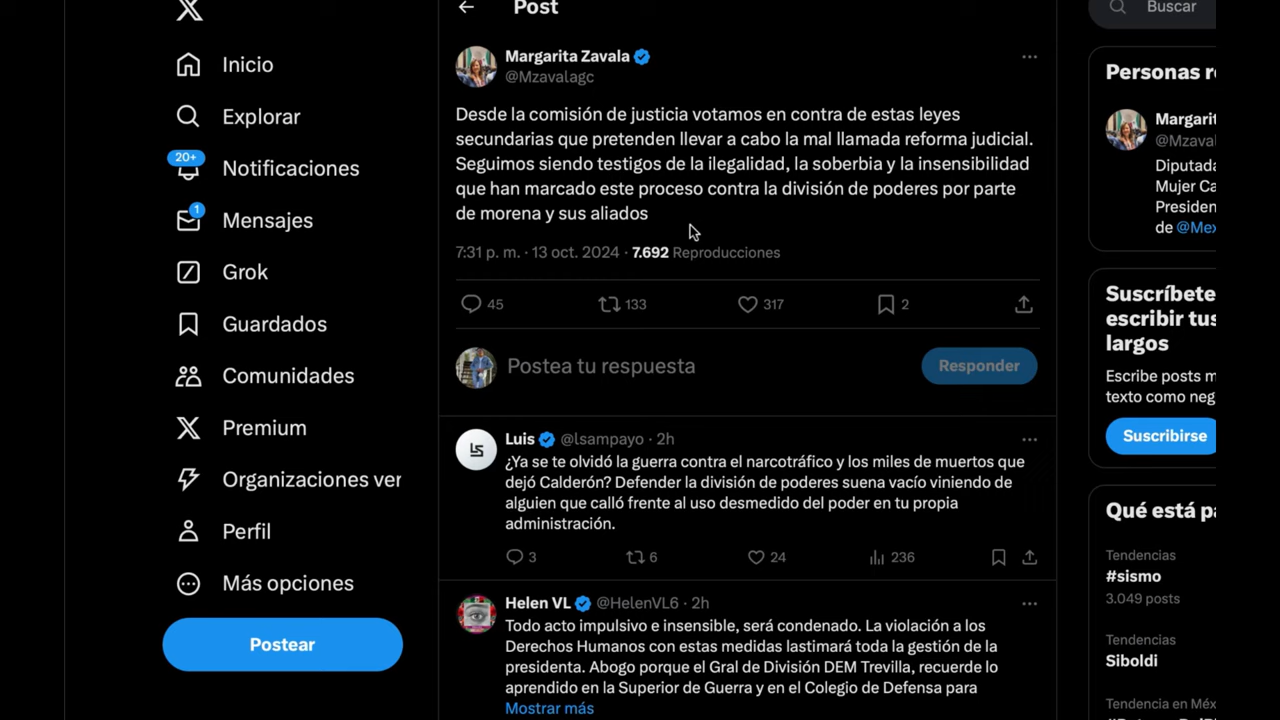 Post
Buscar
Inicio
Explorar
20+
Notificaciones
1
Mensajes
Grok
Guardados
Comunidades
Premium
Organizaciones ver
Perfil
Más opciones
Postear
Margarita Zavala
@Mzavalagc
Desde la comisión de justicia votamos en contra de estas leyes
secundarias que pretenden llevar a cabo la mal llamada reforma judicial.
Seguimos siendo testigos de la ilegalidad, la soberbia y la insensibilidad
que han marcado este proceso contra la división de poderes por parte
de morena y sus aliados
7:31 p. m. · 13 oct. 2024 · 7.692 Reproducciones
45 133 317 2
Postea tu respuesta
Responder
Luis @lsampayo · 2h
¿Ya se te olvidó la guerra contra el narcotráfico y los miles de muertos que
dejó Calderón? Defender la división de poderes suena vacío viniendo de
alguien que calló frente al uso desmedido del poder en tu propia
administración.
3 6 24 236
Helen VL @HelenVL6 · 2h
Todo acto impulsivo e insensible, será condenado. La violación a los
Derechos Humanos con estas medidas lastimará toda la gestión de la
presidenta. Abogo porque el Gral de División DEM Trevilla, recuerde lo
aprendido en la Superior de Guerra y en el Colegio de Defensa para
Mostrar más
Personas r
Margarit
@Mzaval
Diputada
Mujer Ca
Presiden
de @Mex
Suscríbete
escribir tus
largos
Escribe posts m
texto como neg
Suscribirse
Qué está pa
Tendencias
#sismo
3.049 posts
Tendencias
Siboldi
Tendencia en Méx